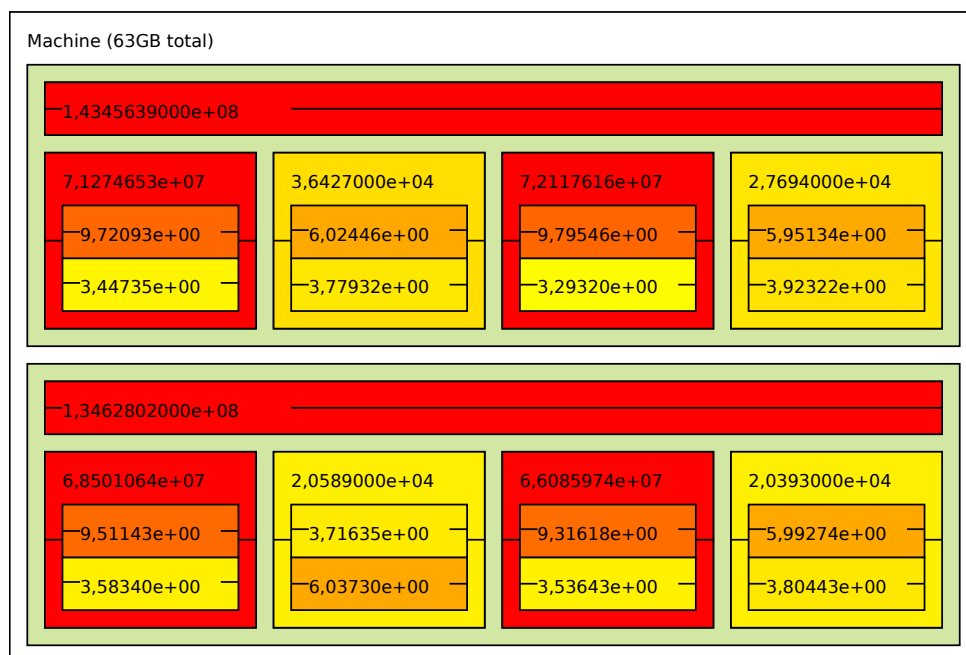 Machine (63GB total)
1,4345639000e+08
7,1274653e+07 3,6427000e+04 7,2117616e+07 2,7694000e+04
9,72093e+00 6,02446e+00 9,79546e+00 5,95134e+00
3,44735e+00 3,77932e+00 3,29320e+00 3,92322e+00
1,3462802000e+08
6,8501064e+07 2,0589000e+04 6,6085974e+07 2,0393000e+04
9,51143e+00 3,71635e+00 9,31618e+00 5,99274e+00
3,58340e+00 6,03730e+00 3,53643e+00 3,80443e+00